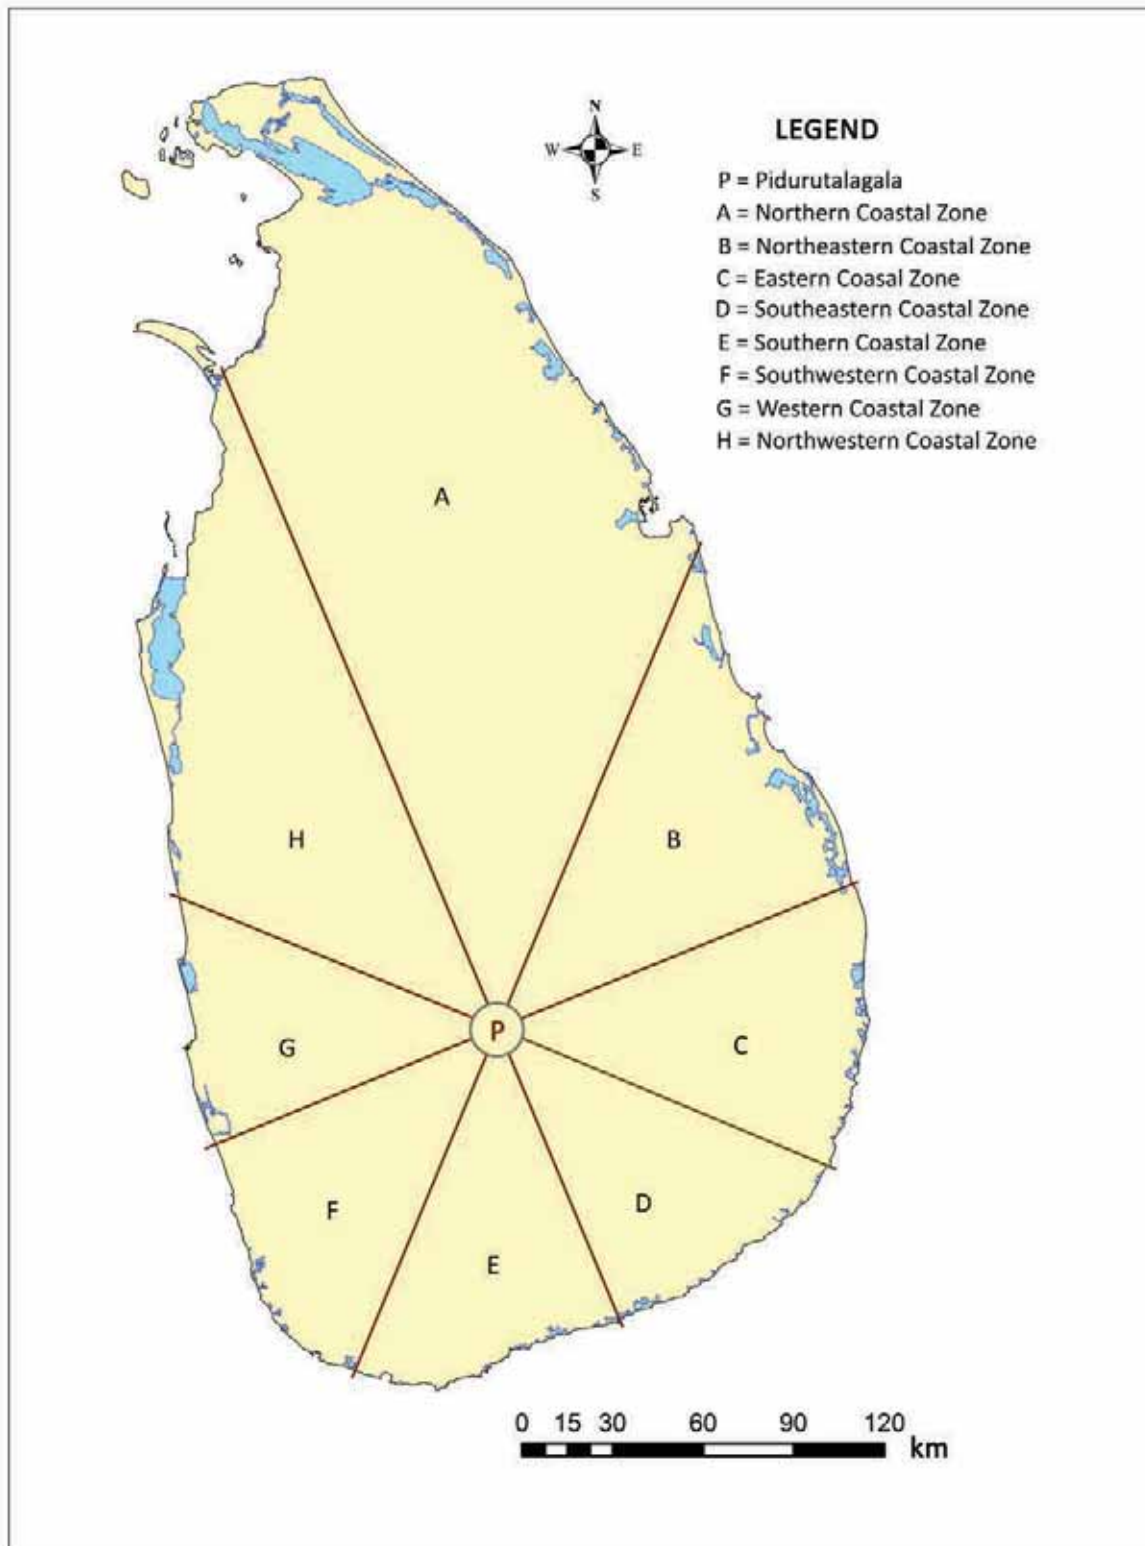 N
W E
S
LEGEND
P = Pidurutalagala
A = Northern Coastal Zone
B = Northeastern Coastal Zone
C = Eastern Coasal Zone
D = Southeastern Coastal Zone
E = Southern Coastal Zone
F = Southwestern Coastal Zone
G = Western Coastal Zone
H = Northwestern Coastal Zone
A
H
B
P
G
C
F
D
E
0 15 30 60 90 120
km